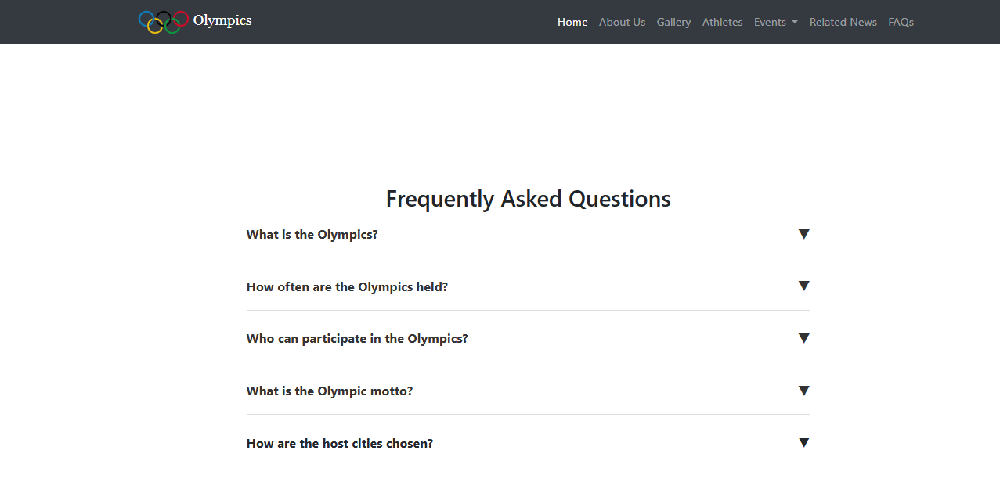 Olympics Home About Us Gallery Athletes Events Related News FAQs
Frequently Asked Questions
What is the Olympics? ▼
How often are the Olympics held? ▼
Who can participate in the Olympics? ▼
What is the Olympic motto? ▼
How are the host cities chosen? ▼